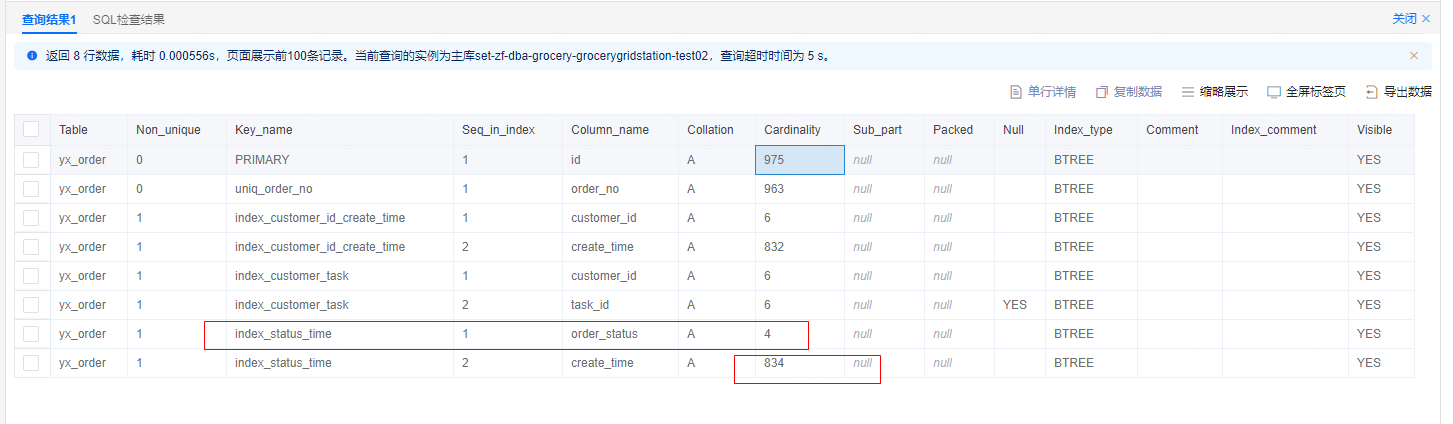 查询结果1 SQL检查结果 关闭 ×
返回 8 行数据，耗时 0.000556s，页面展示前100条记录。当前查询的实例为主库set-zf-dba-grocery-grocerygridstation-test02，查询超时时间为 5 s。
单行详情 复制数据 缩略展示 全屏标签页 导出数据
Table Non_unique Key_name Seq_in_index Column_name Collation Cardinality Sub_part Packed Null Index_type Comment Index_comment Visible
yx_order 0 PRIMARY 1 id A 975 null null BTREE YES
yx_order 0 uniq_order_no 1 order_no A 963 null null BTREE YES
yx_order 1 index_customer_id_create_time 1 customer_id A 6 null null BTREE YES
yx_order 1 index_customer_id_create_time 2 create_time A 832 null null BTREE YES
yx_order 1 index_customer_task 1 customer_id A 6 null null BTREE YES
yx_order 1 index_customer_task 2 task_id A 6 null null YES BTREE YES
yx_order 1 index_status_time 1 order_status A 4 null null BTREE YES
yx_order 1 index_status_time 2 create_time A 834 null null BTREE YES